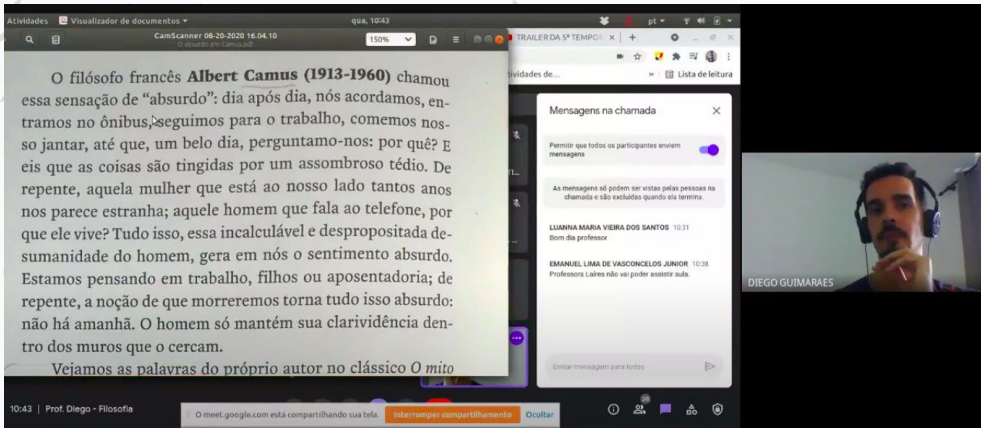 Atividades
Visualizador de documentos
qua, 10:43
pt
CamScanner 08-20-2020 16.04.10
O absurdo em Camus.pdf
150%
TRAILER DA 5ª TEMPO
tividades de...
Lista de leitura
O filósofo francês Albert Camus (1913-1960) chamou
essa sensação de “absurdo”: dia após dia, nós acordamos, en-
tramos no ônibus, seguimos para o trabalho, comemos nos-
so jantar, até que, um belo dia, perguntamo-nos: por quê? E
eis que as coisas são tingidas por um assombroso tédio. De
repente, aquela mulher que está ao nosso lado tantos anos
nos parece estranha; aquele homem que fala ao telefone, por
que ele vive? Tudo isso, essa incalculável e despropositada de-
sumanidade do homem, gera em nós o sentimento absurdo.
Estamos pensando em trabalho, filhos ou aposentadoria; de
repente, a noção de que morreremos torna tudo isso absurdo:
não há amanhã. O homem só mantém sua clarividência den-
tro dos muros que o cercam.
Vejamos as palavras do próprio autor no clássico O mito
Mensagens na chamada
Permitir que todos os participantes enviem
mensagens
As mensagens só podem ser vistas pelas pessoas na
chamada e são excluídas quando ela termina.
LUANNA MARIA VIEIRA DOS SANTOS 10:31
Bom dia professor
EMANUEL LIMA DE VASCONCELOS JUNIOR 10:38
Professora Laíres não vai poder assistir aula.
Enviar mensagem para todos
DIEGO GUIMARAES
10:43 | Prof. Diego - Filosofia
O meet.google.com está compartilhando sua tela.
Interromper compartilhamento
Ocultar